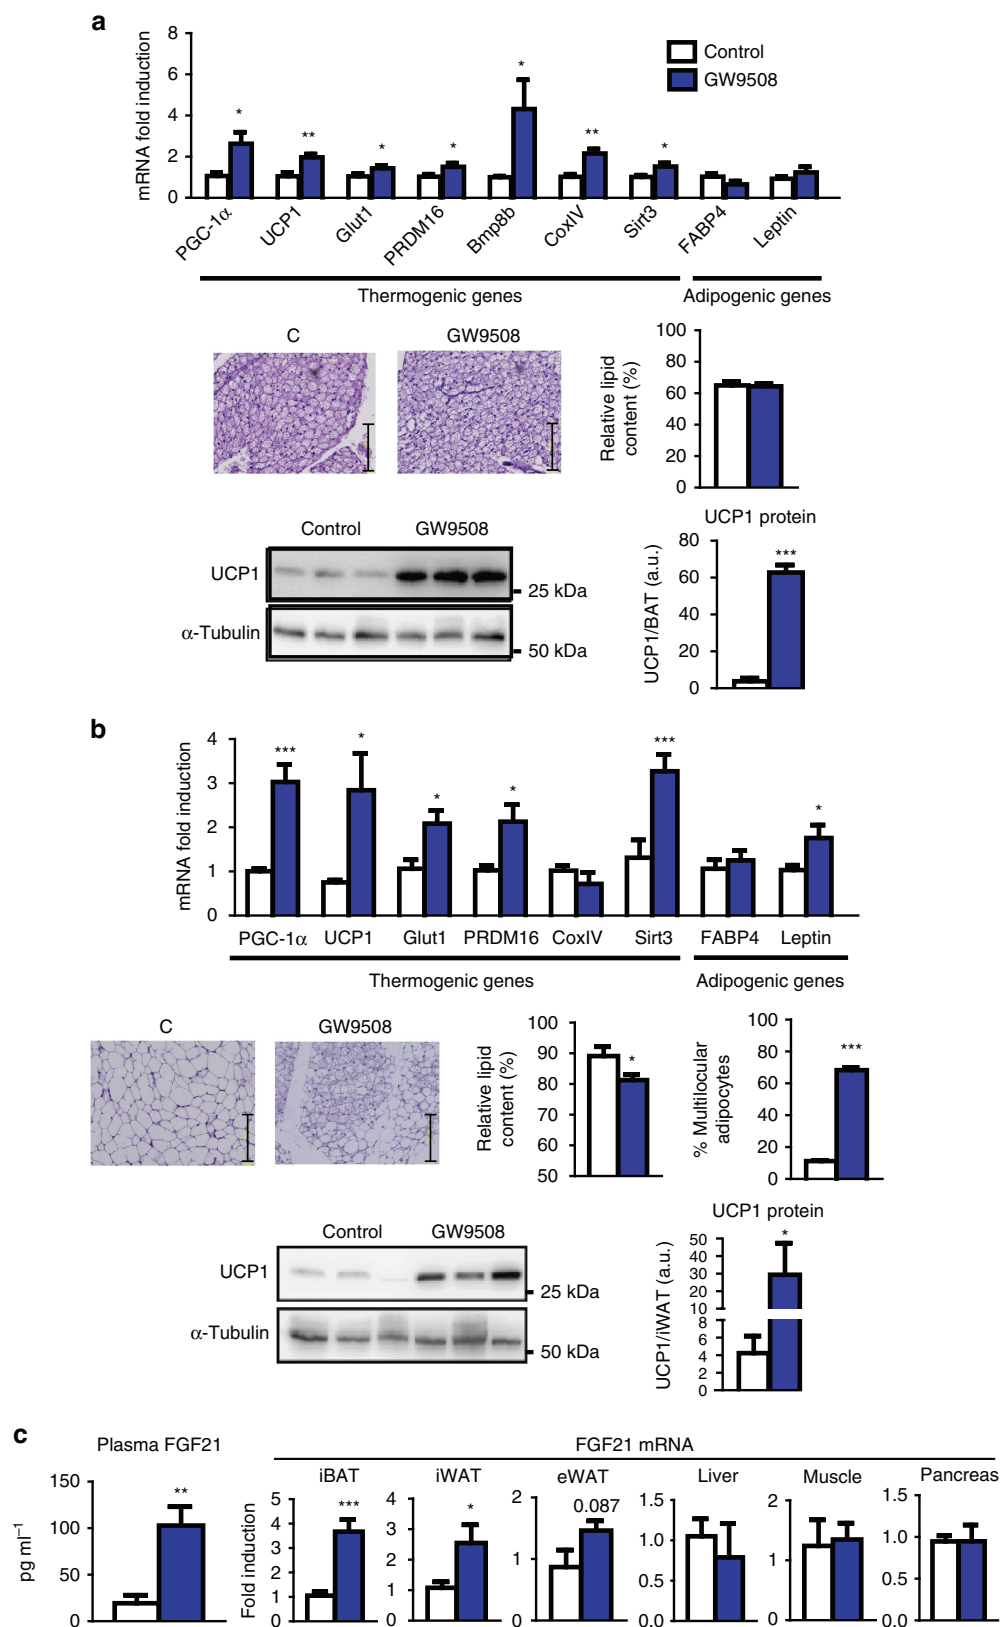 a
mRNA fold induction
8
6
4
2
0
Control
GW9508
*
**
*
*
*
**
*
PGC-1α
UCP1
Glut1
PRDM16
Bmp8b
CoxIV
Sirt3
FABP4
Leptin
Thermogenic genes
Adipogenic genes
C
GW9508
Relative lipid content (%)
100
80
60
40
20
0
Control
GW9508
UCP1
25 kDa
α-Tubulin
50 kDa
UCP1 protein
UCP1/BAT (a.u.)
80
60
40
20
0
***
b
mRNA fold induction
4
3
2
1
0
***
*
*
*
***
*
PGC-1α
UCP1
Glut1
PRDM16
CoxIV
Sirt3
FABP4
Leptin
Thermogenic genes
Adipogenic genes
C
GW9508
Relative lipid content (%)
100
90
80
70
60
50
*
% Multilocular adipocytes
100
80
60
40
20
0
***
Control
GW9508
UCP1
25 kDa
α-Tubulin
50 kDa
UCP1 protein
UCP1/iWAT (a.u.)
50
40
30
20
10
8
6
4
2
0
*
c
Plasma FGF21
pg ml⁻¹
150
100
50
0
**
FGF21 mRNA
Fold induction
iBAT
5
4
3
2
1
0
***
iWAT
4
3
2
1
0
*
eWAT
2
1
0
0.087
Liver
1.5
1.0
0.5
0.0
Muscle
2
1
0
Pancreas
1.5
1.0
0.5
0.0